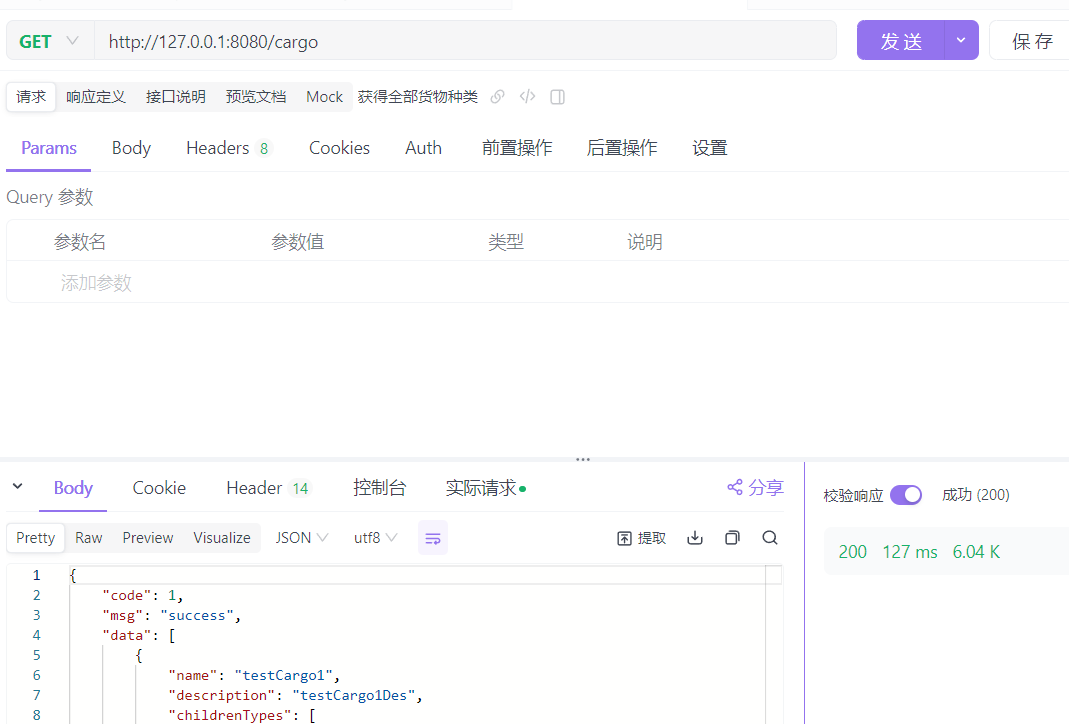 GET http://127.0.0.1:8080/cargo 发 送 保 存
请求 响应定义 接口说明 预览文档 Mock 获得全部货物种类
Params Body Headers 8 Cookies Auth 前置操作 后置操作 设置
Query 参数
参数名 参数值 类型 说明
添加参数
Body Cookie Header 14 控制台 实际请求 分享
校验响应 成功 (200)
Pretty Raw Preview Visualize JSON utf8 提取
200 127 ms 6.04 K
1 {
2 "code": 1,
3 "msg": "success",
4 "data": [
5 {
6 "name": "testCargo1",
7 "description": "testCargo1Des",
8 "childrenTypes": [